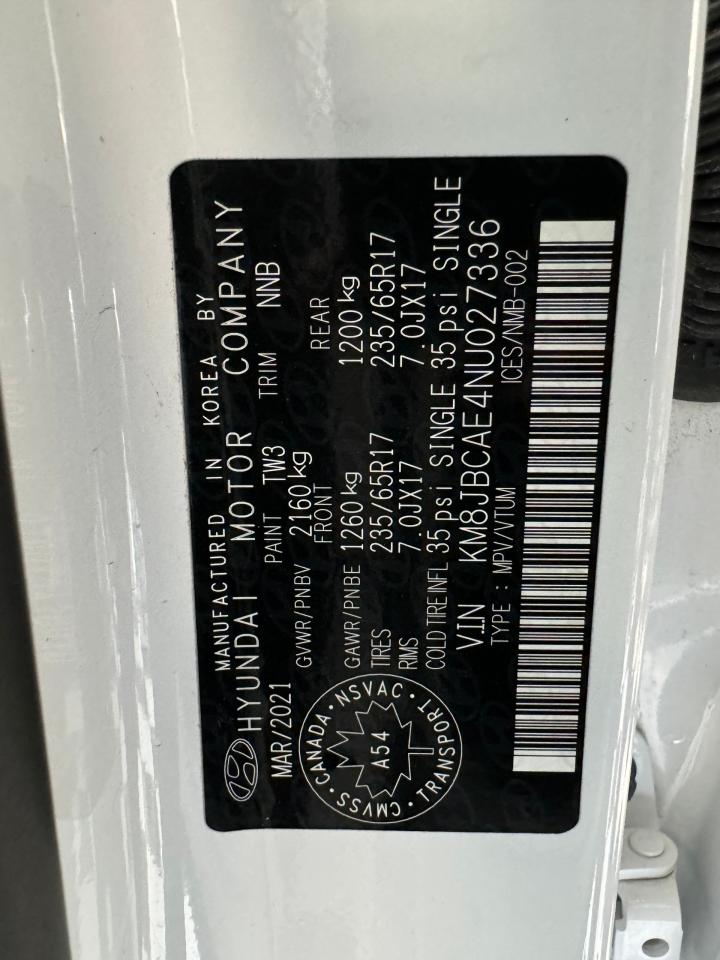 MANUFACTURED IN KOREA BY
HYUNDAI MOTOR COMPANY
MAR/2021 PAINT TW3 TRIM NNB
GVWR/PNBV 2160 kg
FRONT REAR
GAWR/PNBE 1260 kg 1200 kg
TIRES 235/65R17 235/65R17
RIMS 7.0JX17 7.0JX17
COLD TIRE INFL 35 psi SINGLE 35 psi SINGLE
V.IN KM8JBCAE4NU027336
TYPE : MPV/VTUM ICES/NMB-002
CANADA · NSVAC · TRANSPORT · CMVSS ·
A54